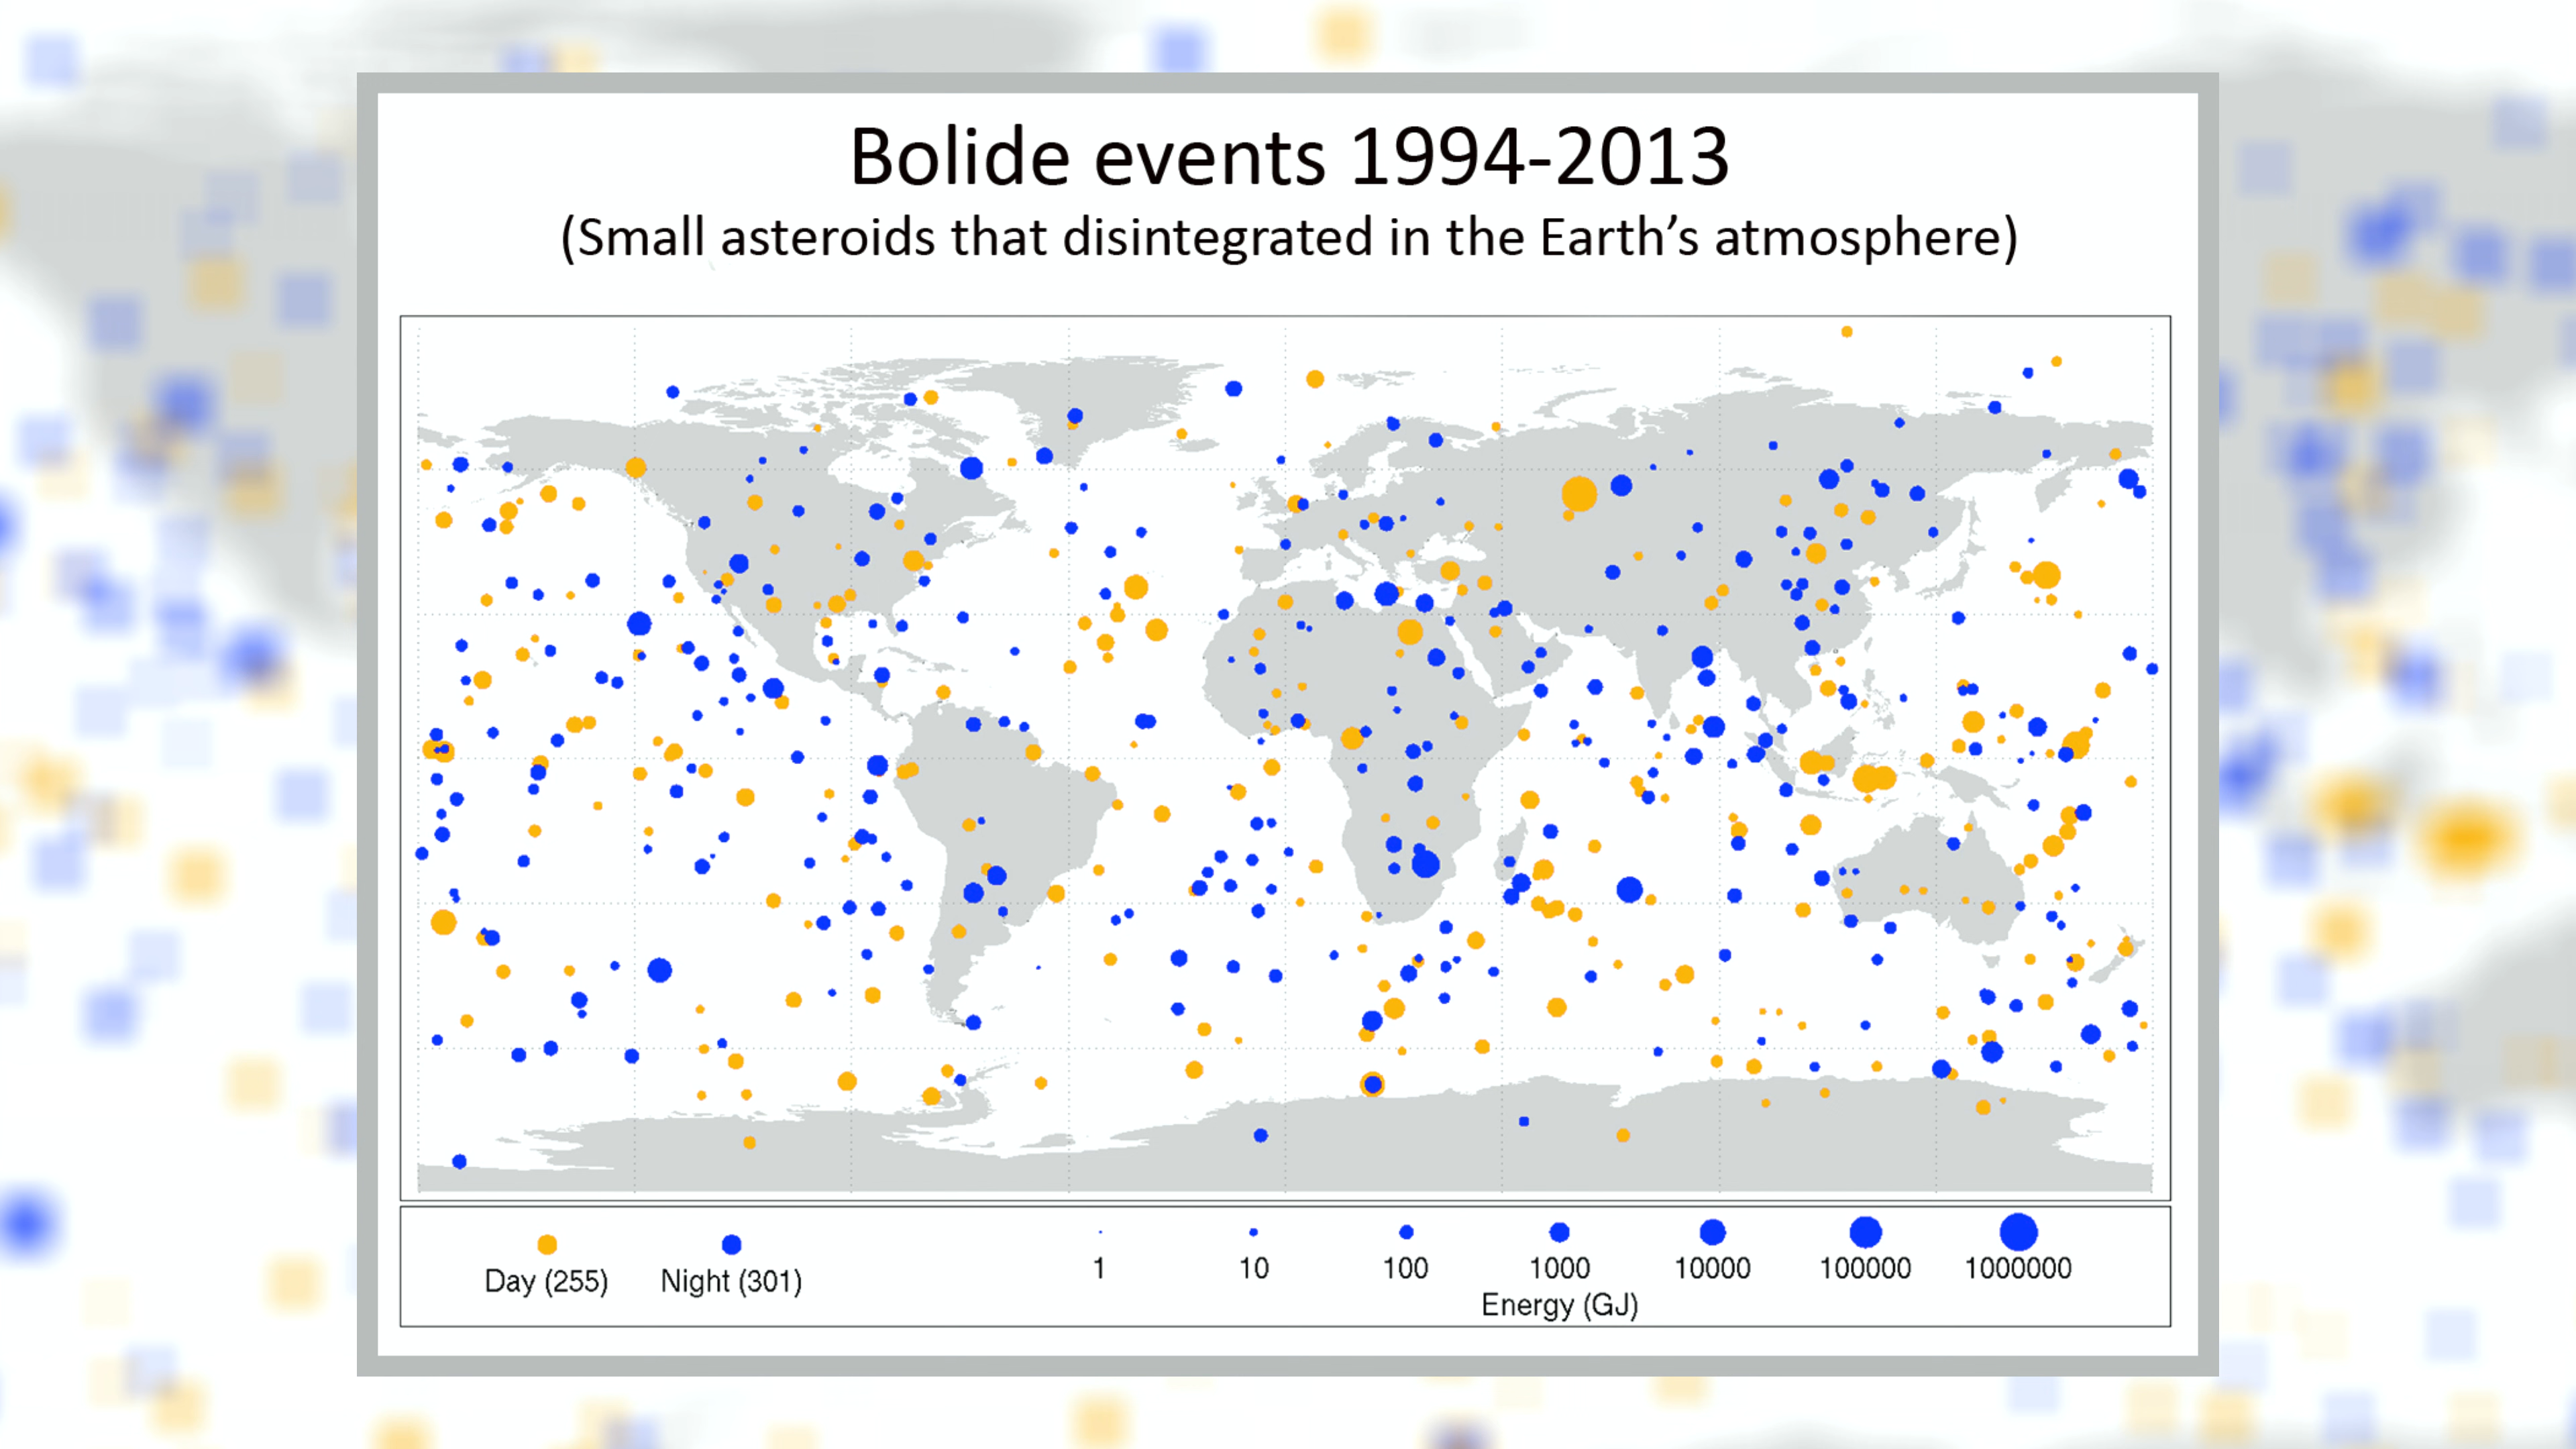 Bolide events 1994-2013
(Small asteroids that disintegrated in the Earth’s atmosphere)
Day (255) Night (301)
1 10 100 1000 10000 100000 1000000
Energy (GJ)